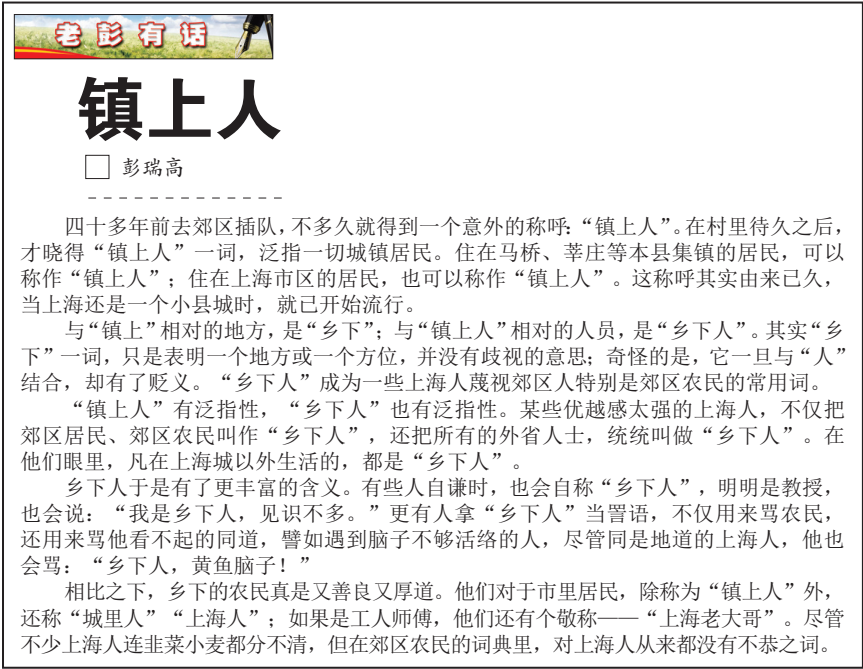 老彭有话
镇上人
□ 彭瑞高
四十多年前去郊区插队，不多久就得到一个意外的称呼：“镇上人”。在村里待久之后，
才晓得“镇上人”一词，泛指一切城镇居民。住在马桥、莘庄等本县集镇的居民，可以
称作“镇上人”；住在上海市区的居民，也可以称作“镇上人”。这称呼其实由来已久，
当上海还是一个小县城时，就已开始流行。
与“镇上”相对的地方，是“乡下”；与“镇上人”相对的人员，是“乡下人”。其实“乡
下”一词，只是表明一个地方或一个方位，并没有歧视的意思；奇怪的是，它一旦与“人”
结合，却有了贬义。“乡下人”成为一些上海人蔑视郊区人特别是郊区农民的常用词。
“镇上人”有泛指性，“乡下人”也有泛指性。某些优越感太强的上海人，不仅把
郊区居民、郊区农民叫作“乡下人”，还把所有的外省人士，统统叫做“乡下人”。在
他们眼里，凡在上海城以外生活的，都是“乡下人”。
乡下人于是有了更丰富的含义。有些人自谦时，也会自称“乡下人”，明明是教授，
也会说：“我是乡下人，见识不多。”更有人拿“乡下人”当詈语，不仅用来骂农民，
还用来骂他看不起的同道，譬如遇到脑子不够活络的人，尽管同是地道的上海人，他也
会骂：“乡下人，黄鱼脑子！”
相比之下，乡下的农民真是又善良又厚道。他们对于市里居民，除称为“镇上人”外，
还称“城里人”“上海人”；如果是工人师傅，他们还有个敬称——“上海老大哥”。尽管
不少上海人连韭菜小麦都分不清，但在郊区农民的词典里，对上海人从来都没有不恭之词。